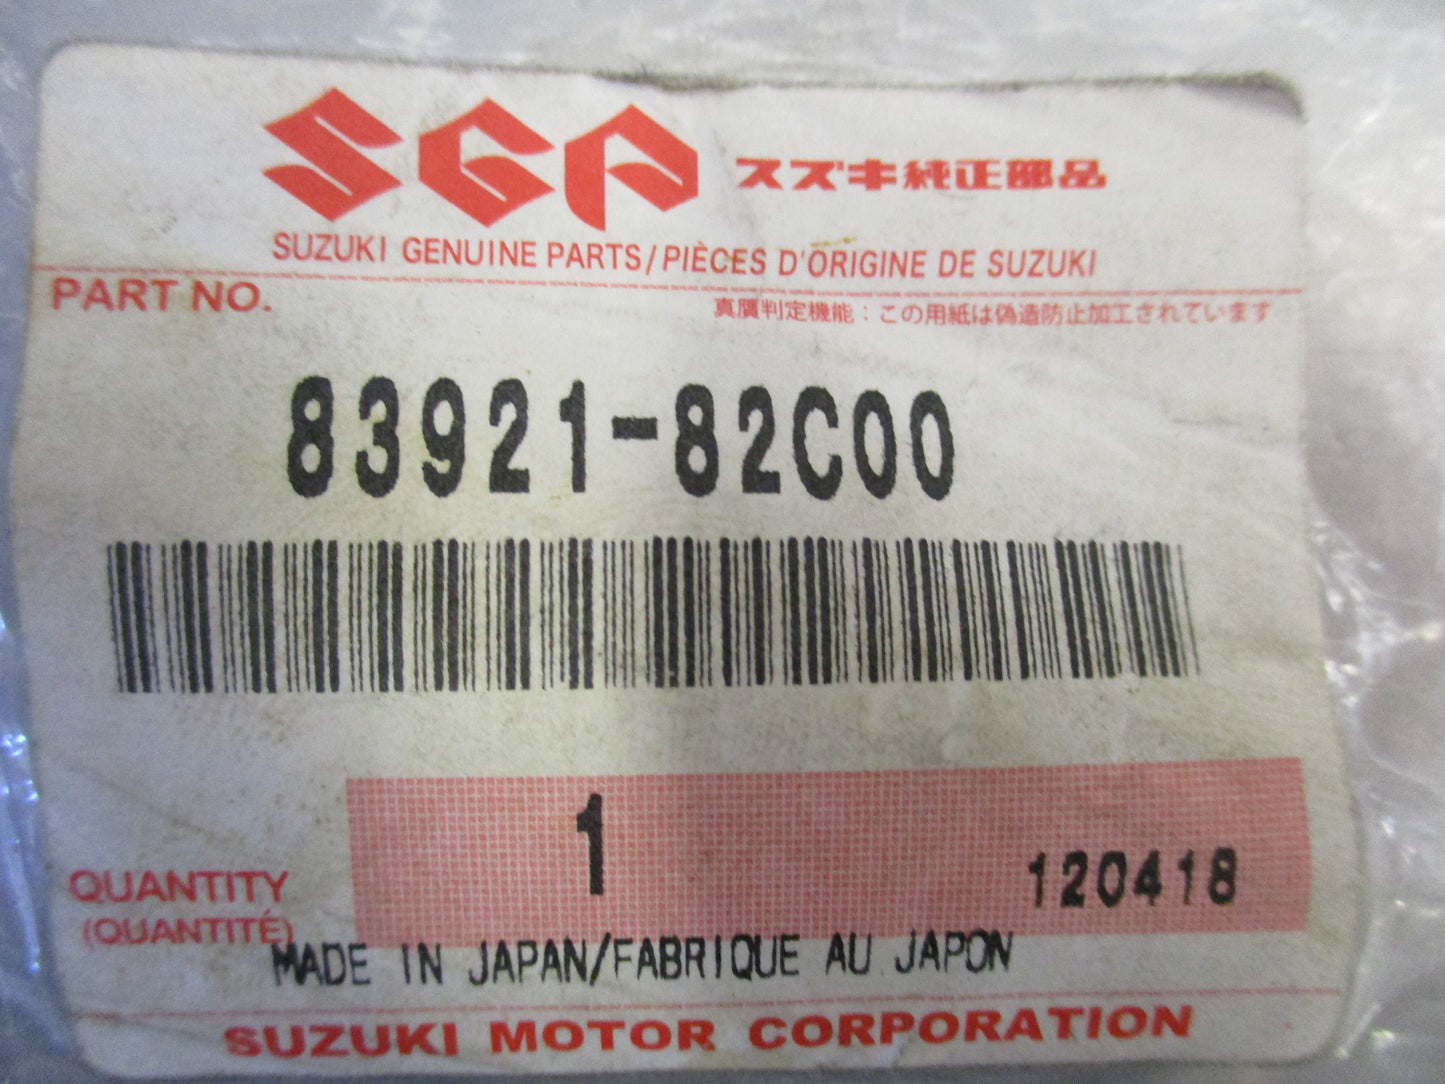 SGP スズキ純正部品
SUZUKI GENUINE PARTS/PIÈCES D'ORIGINE DE SUZUKI
PART NO.
真贋判定機能：この用紙は偽造防止加工されています
83921-82C00
1
120418
QUANTITY
(QUANTITÉ)
MADE IN JAPAN/FABRIQUE AU JAPON
SUZUKI MOTOR CORPORATION